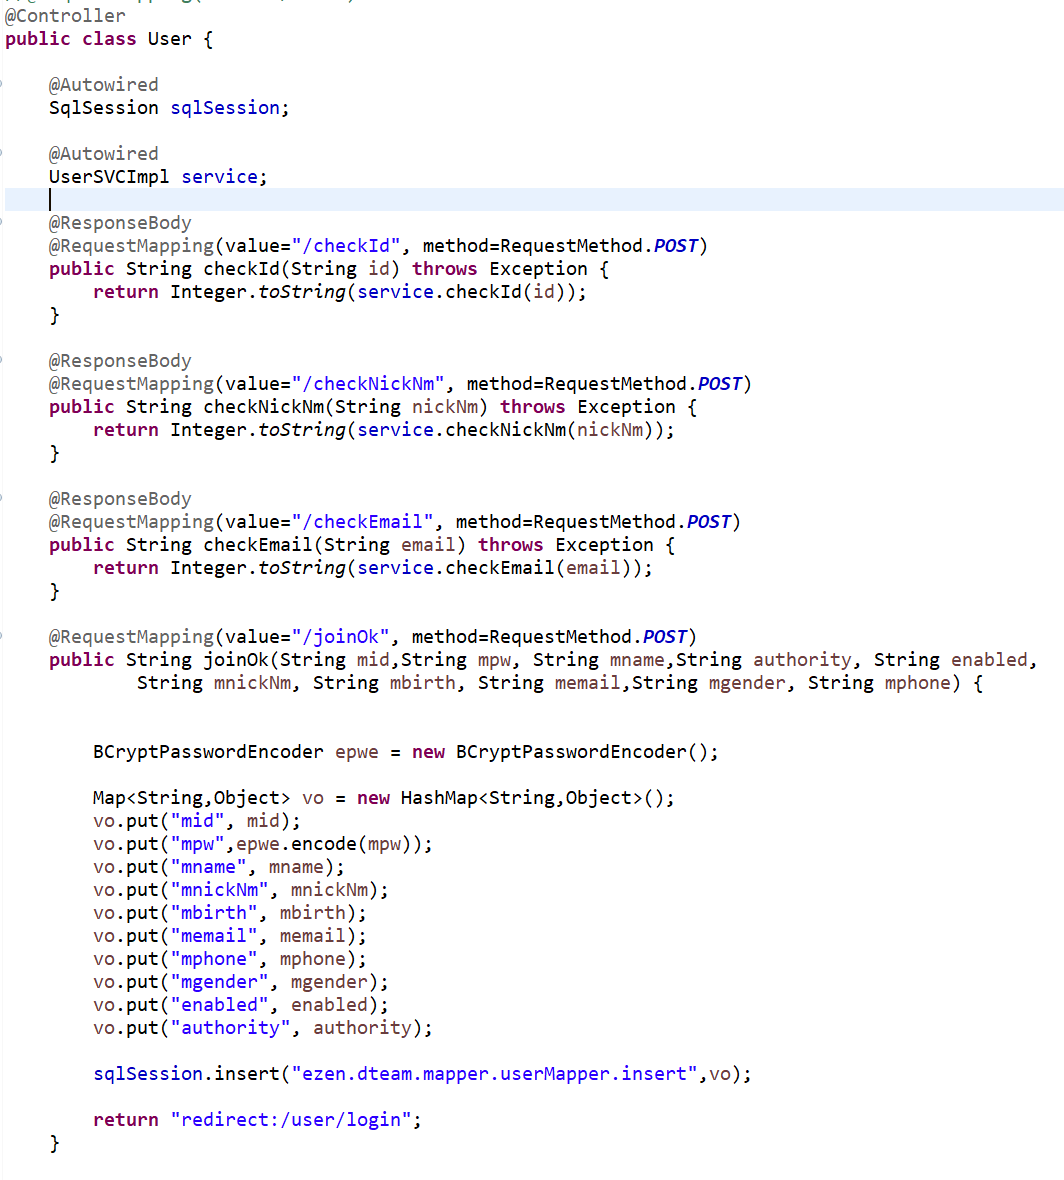 @Controller
public class User {
@Autowired
SqlSession sqlSession;
@Autowired
UserSVCImpl service;
@ResponseBody
@RequestMapping(value="/checkId", method=RequestMethod.POST)
public String checkId(String id) throws Exception {
return Integer.toString(service.checkId(id));
}
@ResponseBody
@RequestMapping(value="/checkNickNm", method=RequestMethod.POST)
public String checkNickNm(String nickNm) throws Exception {
return Integer.toString(service.checkNickNm(nickNm));
}
@ResponseBody
@RequestMapping(value="/checkEmail", method=RequestMethod.POST)
public String checkEmail(String email) throws Exception {
return Integer.toString(service.checkEmail(email));
}
@RequestMapping(value="/joinOk", method=RequestMethod.POST)
public String joinOk(String mid,String mpw, String mname,String authority, String enabled,
String mnickNm, String mbirth, String memail,String mgender, String mphone) {
BCryptPasswordEncoder epwe = new BCryptPasswordEncoder();
Map<String,Object> vo = new HashMap<String,Object>();
vo.put("mid", mid);
vo.put("mpw",epwe.encode(mpw));
vo.put("mname", mname);
vo.put("mnickNm", mnickNm);
vo.put("mbirth", mbirth);
vo.put("memail", memail);
vo.put("mphone", mphone);
vo.put("mgender", mgender);
vo.put("enabled", enabled);
vo.put("authority", authority);
sqlSession.insert("ezen.dteam.mapper.userMapper.insert",vo);
return "redirect:/user/login";
}